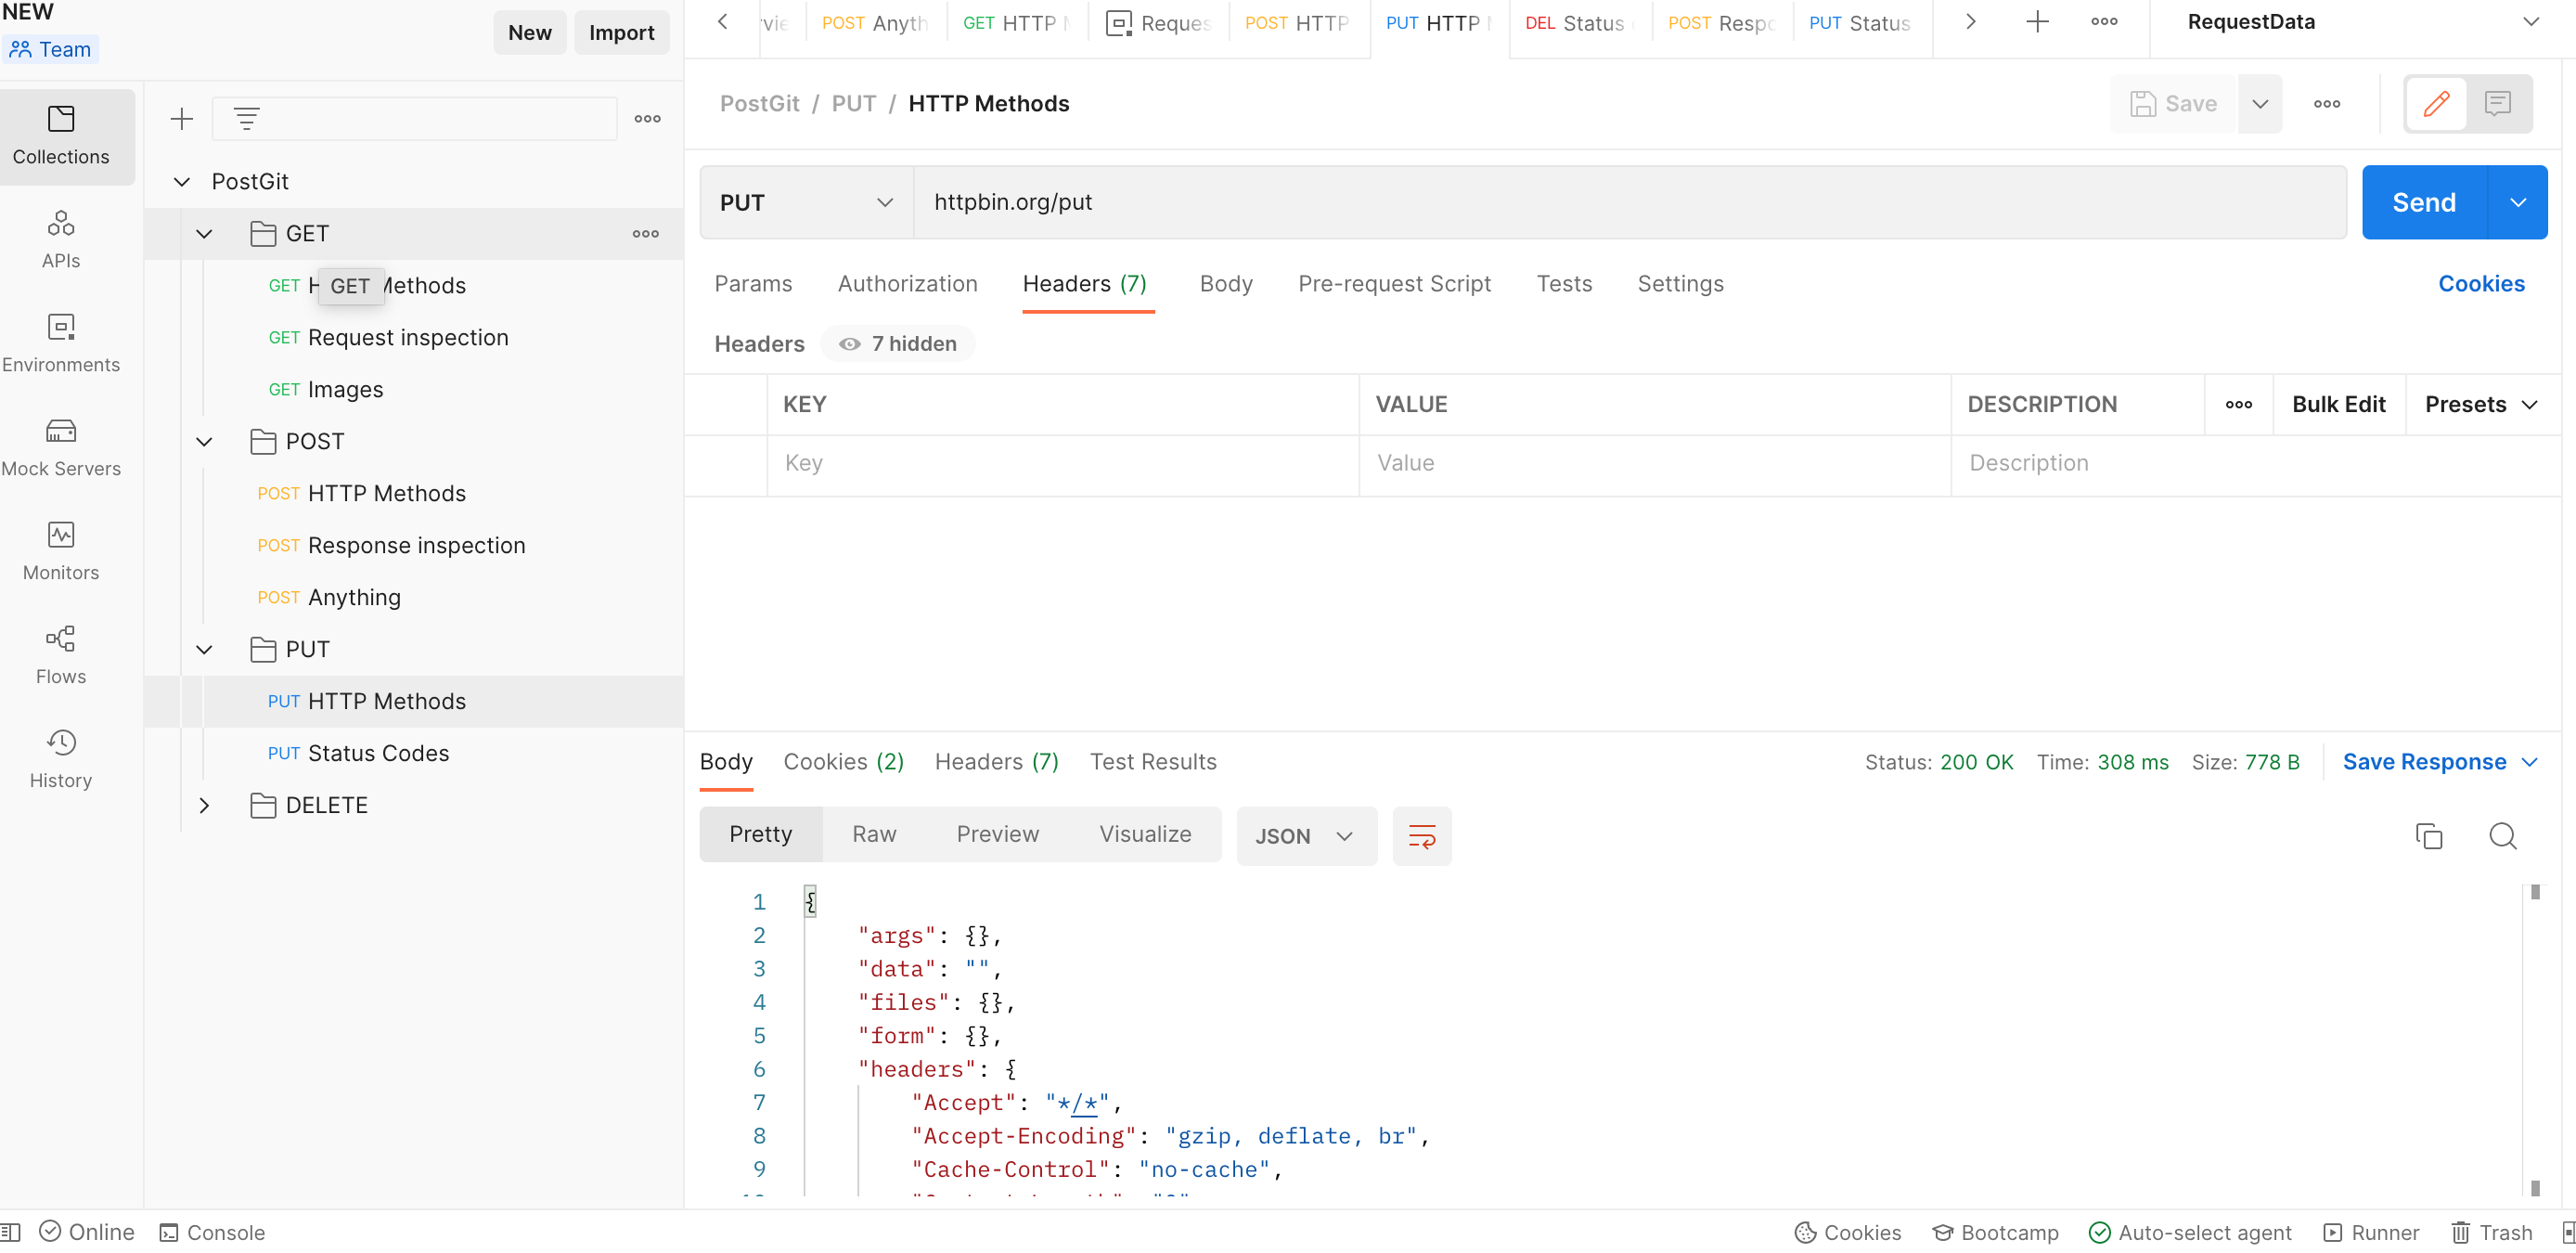 NEW
Team
New
Import
POST Anyth
GET HTTP
Reques
POST HTTP
PUT HTTP
DEL Status
POST Respo
PUT Status
RequestData
Collections
APIs
Environments
Mock Servers
Monitors
Flows
History
PostGit
GET
GET Methods
GET
GET Request inspection
GET Images
POST
POST HTTP Methods
POST Response inspection
POST Anything
PUT
PUT HTTP Methods
PUT Status Codes
DELETE
PostGit / PUT / HTTP Methods
Save
PUT
httpbin.org/put
Send
Params Authorization Headers (7) Body Pre-request Script Tests Settings
Cookies
Headers 7 hidden
KEY VALUE DESCRIPTION Bulk Edit Presets
Key Value Description
Body Cookies (2) Headers (7) Test Results
Status: 200 OK Time: 308 ms Size: 778 B Save Response
Pretty Raw Preview Visualize JSON
1 {
2 "args": {},
3 "data": "",
4 "files": {},
5 "form": {},
6 "headers": {
7 "Accept": "*/*",
8 "Accept-Encoding": "gzip, deflate, br",
9 "Cache-Control": "no-cache",
Online Console
Cookies Bootcamp Auto-select agent Runner Trash